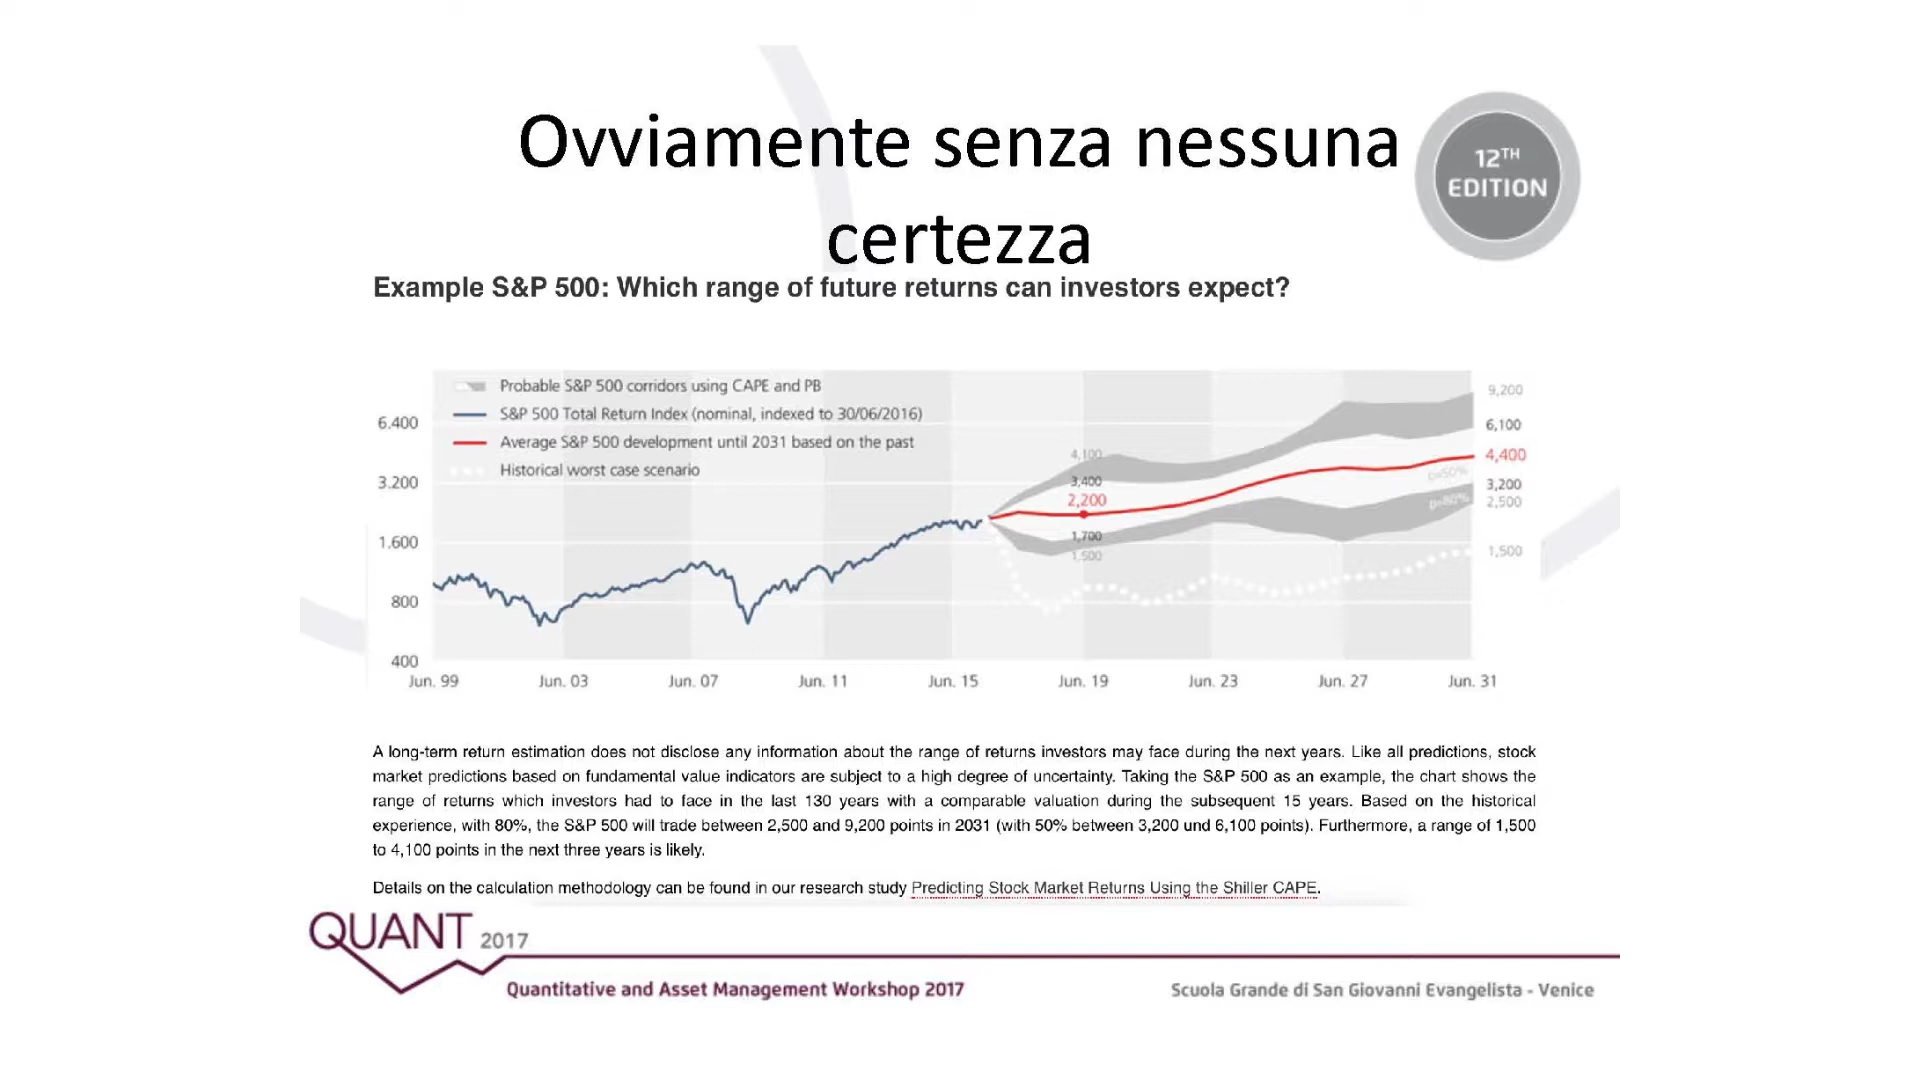 Ovviamente senza nessuna
certezza
12TH
EDITION
Example S&P 500: Which range of future returns can investors expect?
Probable S&P 500 corridors using CAPE and PB
S&P 500 Total Return Index (nominal, indexed to 30/06/2016)
Average S&P 500 development until 2031 based on the past
Historical worst case scenario
6.400
3.200
1.600
800
400
4,100
3,400
2,200
1,700
1,500
9,200
6,100
4,400
p=50%
3,200
p=80%
2,500
1,500
Jun. 99
Jun. 03
Jun. 07
Jun. 11
Jun. 15
Jun. 19
Jun. 23
Jun. 27
Jun. 31
A long-term return estimation does not disclose any information about the range of returns investors may face during the next years. Like all predictions, stock
market predictions based on fundamental value indicators are subject to a high degree of uncertainty. Taking the S&P 500 as an example, the chart shows the
range of returns which investors had to face in the last 130 years with a comparable valuation during the subsequent 15 years. Based on the historical
experience, with 80%, the S&P 500 will trade between 2,500 and 9,200 points in 2031 (with 50% between 3,200 und 6,100 points). Furthermore, a range of 1,500
to 4,100 points in the next three years is likely.
Details on the calculation methodology can be found in our research study Predicting Stock Market Returns Using the Shiller CAPE.
QUANT 2017
Quantitative and Asset Management Workshop 2017
Scuola Grande di San Giovanni Evangelista - Venice